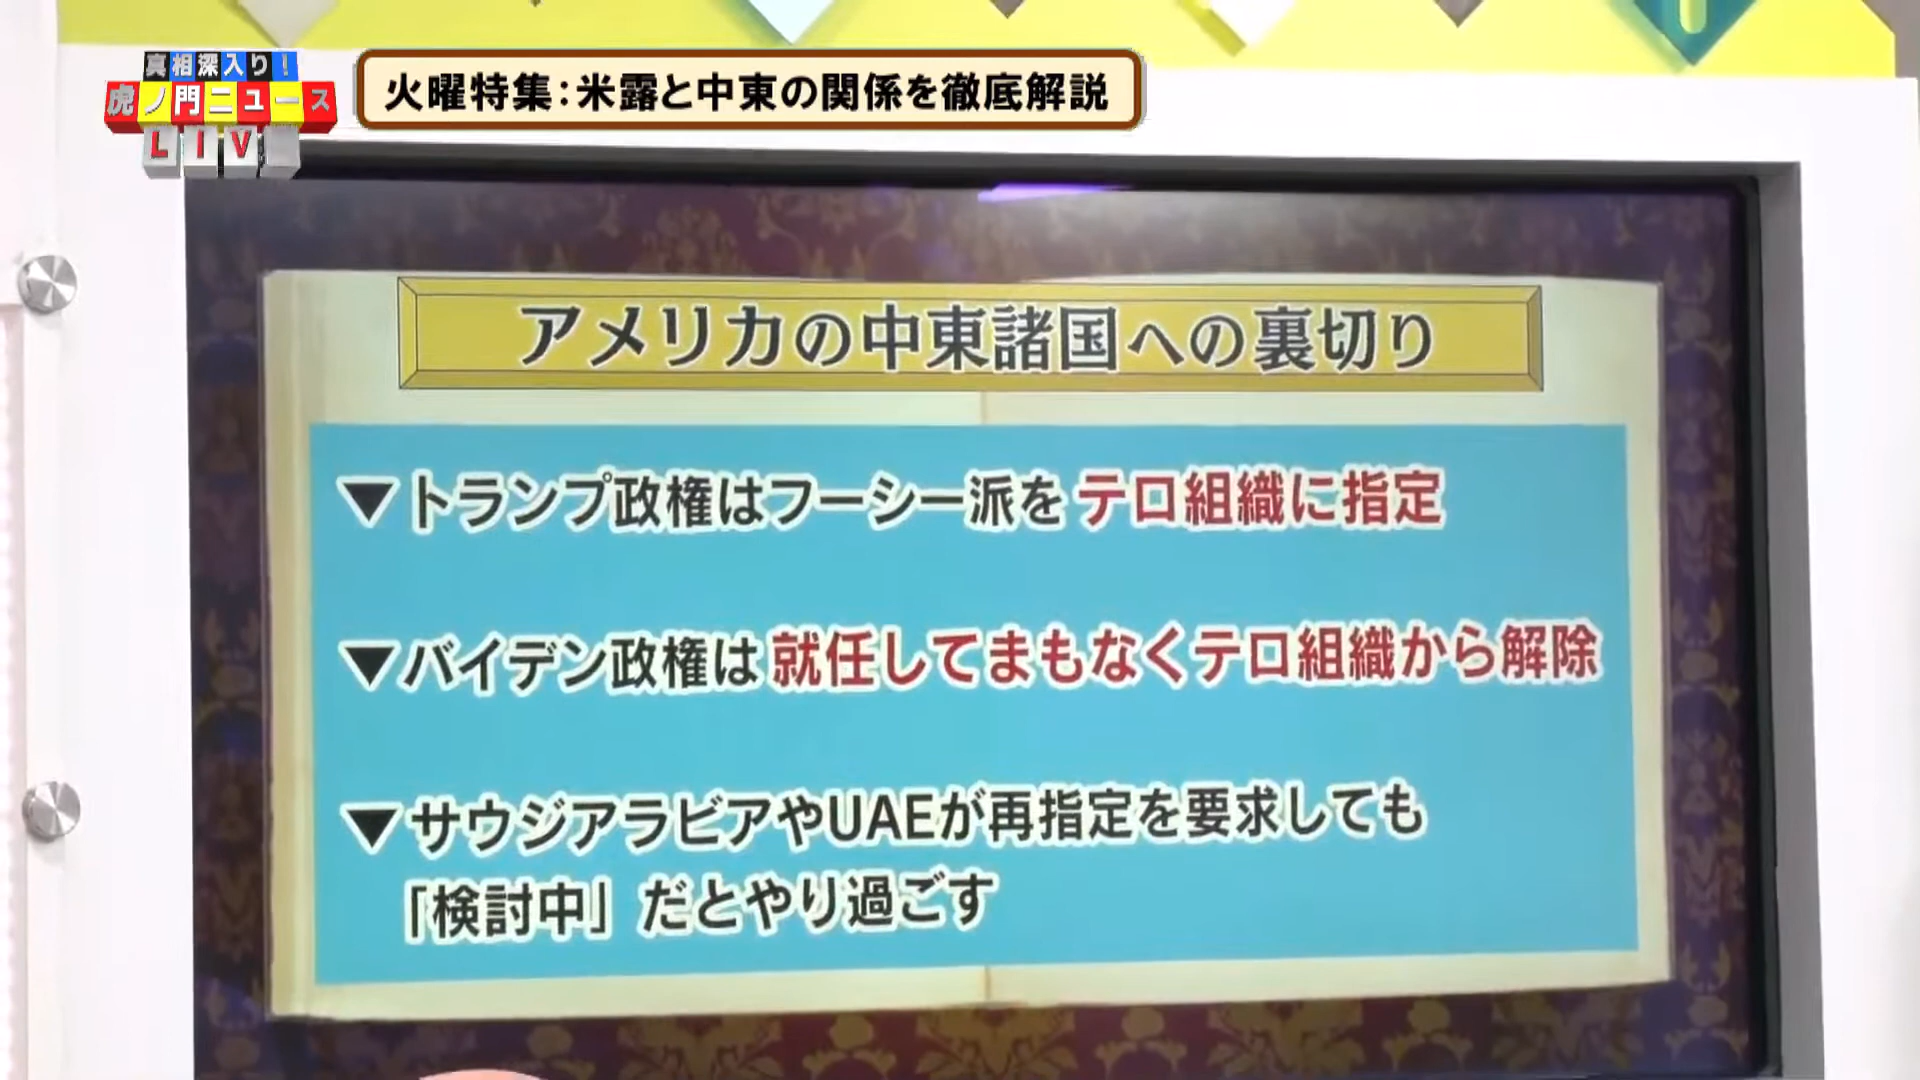 真相深入り!
虎ノ門ニュース
LIV
火曜特集:米露と中東の関係を徹底解説
アメリカの中東諸国への裏切り
▼トランプ政権はフーシー派をテロ組織に指定
▼バイデン政権は就任してまもなくテロ組織から解除
▼サウジアラビアやUAEが再指定を要求しても
「検討中」だとやり過ごす